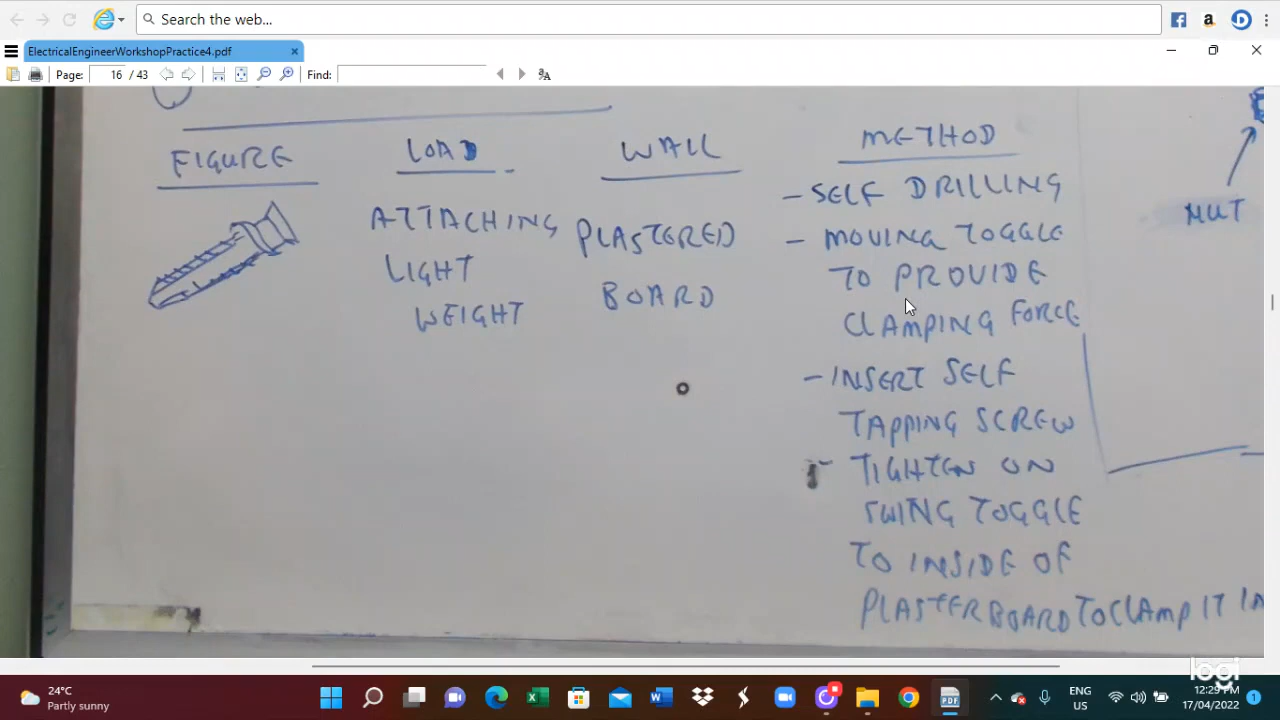 Search the web...
ElectricalEngineerWorkshopPractice4.pdf
Page: 16 / 43 Find:
FIGURE LOAD WALL METHOD
ATTACHING
LIGHT
WEIGHT
PLASTERED
BOARD
- SELF DRILLING
- MOVING TOGGLE
TO PROVIDE
CLAMPING FORCE
- INSERT SELF
TAPPING SCREW
- TIGHTEN ON
SWING TOGGLE
TO INSIDE OF
PLASTERBOARD TO CLAMP IT IN
NUT
logi
24°C
Partly sunny
ENG
US
12:29 PM
17/04/2022